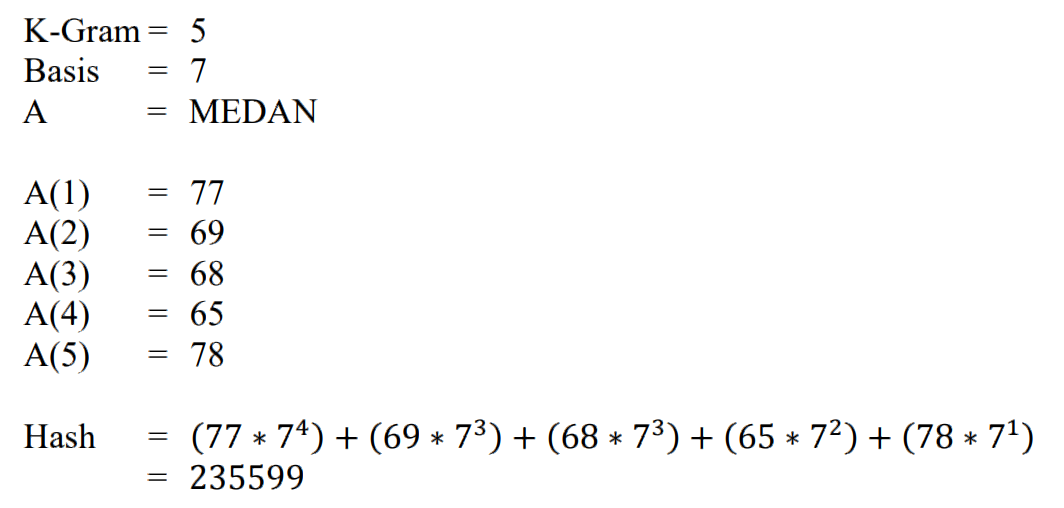 K-Gram = 5
Basis = 7
A = MEDAN
A(1) = 77
A(2) = 69
A(3) = 68
A(4) = 65
A(5) = 78
Hash = (77 ∗ 7⁴) + (69 ∗ 7³) + (68 ∗ 7³) + (65 ∗ 7²) + (78 ∗ 7¹)
= 235599